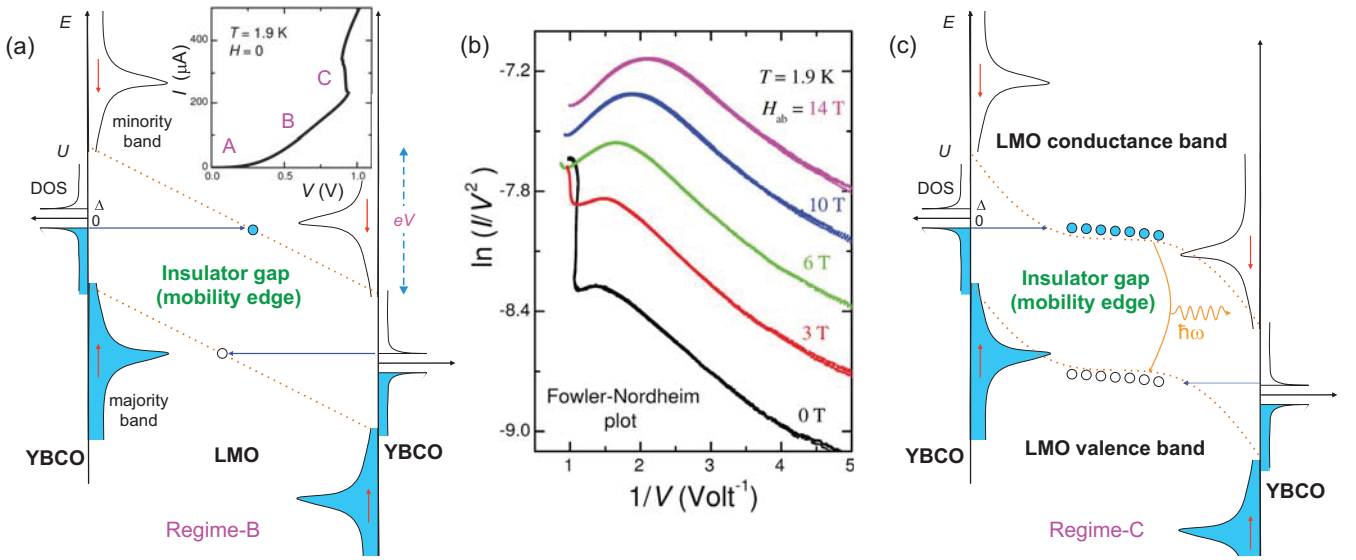 (a)
E
minority band
U
DOS
Δ
0
Insulator gap
(mobility edge)
majority band
YBCO
LMO
YBCO
Regime-B
eV
T = 1.9 K
H = 0
I (μA)
400
200
0
A
B
C
0.0
0.5
1.0
V (V)
(b)
ln (I/V²)
-7.2
-7.8
-8.4
-9.0
T = 1.9 K
H_ab = 14 T
10 T
6 T
3 T
0 T
Fowler-Nordheim
plot
1 2 3 4 5
1/V (Volt⁻¹)
(c)
E
LMO conductance band
U
DOS
Δ
0
Insulator gap
(mobility edge)
ħω
LMO valence band
YBCO
YBCO
Regime-C